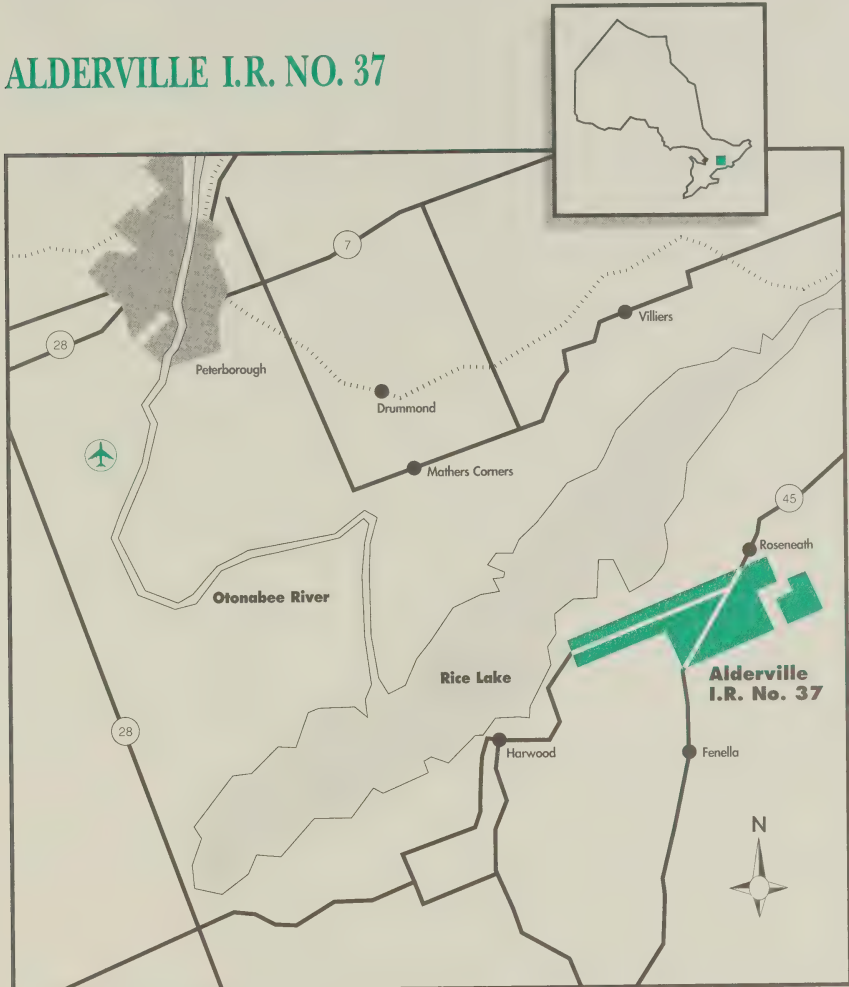 ALDERVILLE I.R. NO. 37
7
Villiers
28
Peterborough
Drummond
Mathers Corners
45
Roseneath
Otonabee River
Rice Lake
Alderville
I.R. No. 37
28
Harwood
Fenella
N